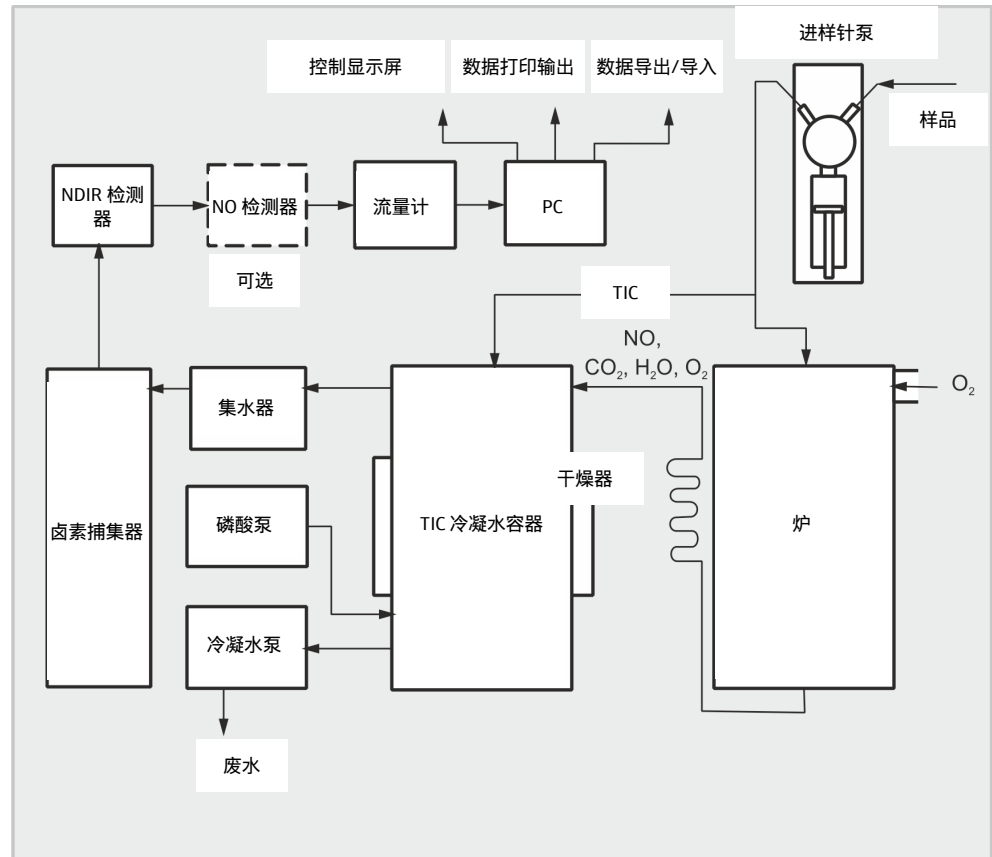 进样针泵
控制显示屏
数据打印输出
数据导出/导入
样品
NDIR 检测
器
NO 检测器
流量计
PC
可选
TIC
NO,
CO₂, H₂O, O₂
O₂
集水器
干燥器
卤素捕集器
磷酸泵
TIC 冷凝水容器
炉
冷凝水泵
废水